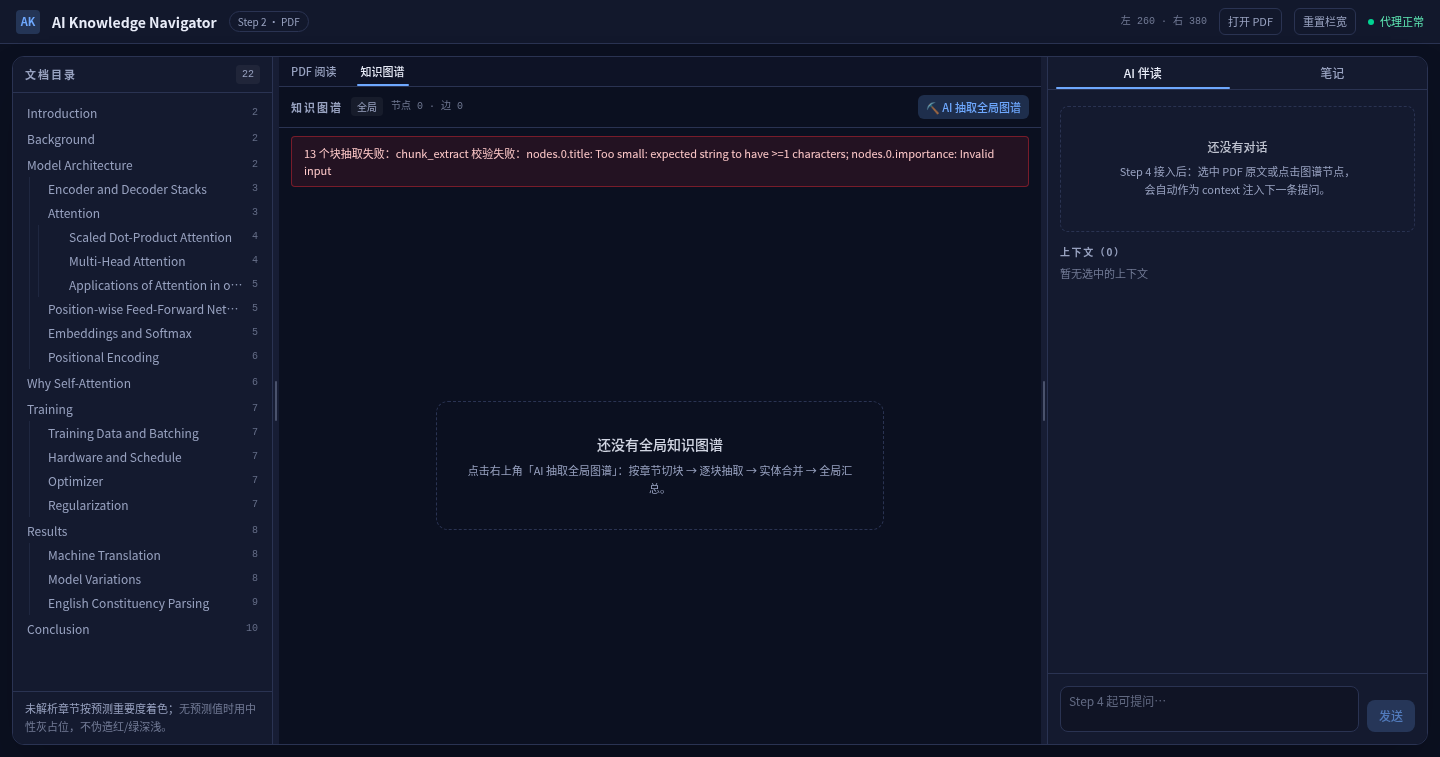 AK AI Knowledge Navigator Step 2 · PDF 左 260 · 右 380 打开 PDF 重置栏宽 代理正常
文档目录 22
Introduction 2
Background 2
Model Architecture 2
Encoder and Decoder Stacks 3
Attention 3
Scaled Dot-Product Attention 4
Multi-Head Attention 4
Applications of Attention in o··· 5
Position-wise Feed-Forward Net··· 5
Embeddings and Softmax 5
Positional Encoding 6
Why Self-Attention 6
Training 7
Training Data and Batching 7
Hardware and Schedule 7
Optimizer 7
Regularization 7
Results 8
Machine Translation 8
Model Variations 8
English Constituency Parsing 9
Conclusion 10
未解析章节按预测重要度着色；无预测值时用中
性灰占位，不伪造红/绿深浅。
PDF 阅读 知识图谱
知识图谱 全局 节点 0 · 边 0 AI 抽取全局图谱
13 个块抽取失败：chunk_extract 校验失败：nodes.0.title: Too small: expected string to have >=1 characters; nodes.0.importance: Invalid
input
还没有全局知识图谱
点击右上角「AI 抽取全局图谱」：按章节切块 → 逐块抽取 → 实体合并 → 全局汇
总。
AI 伴读 笔记
还没有对话
Step 4 接入后：选中 PDF 原文或点击图谱节点，
会自动作为 context 注入下一条提问。
上下文（0）
暂无选中的上下文
Step 4 起可提问···
发送